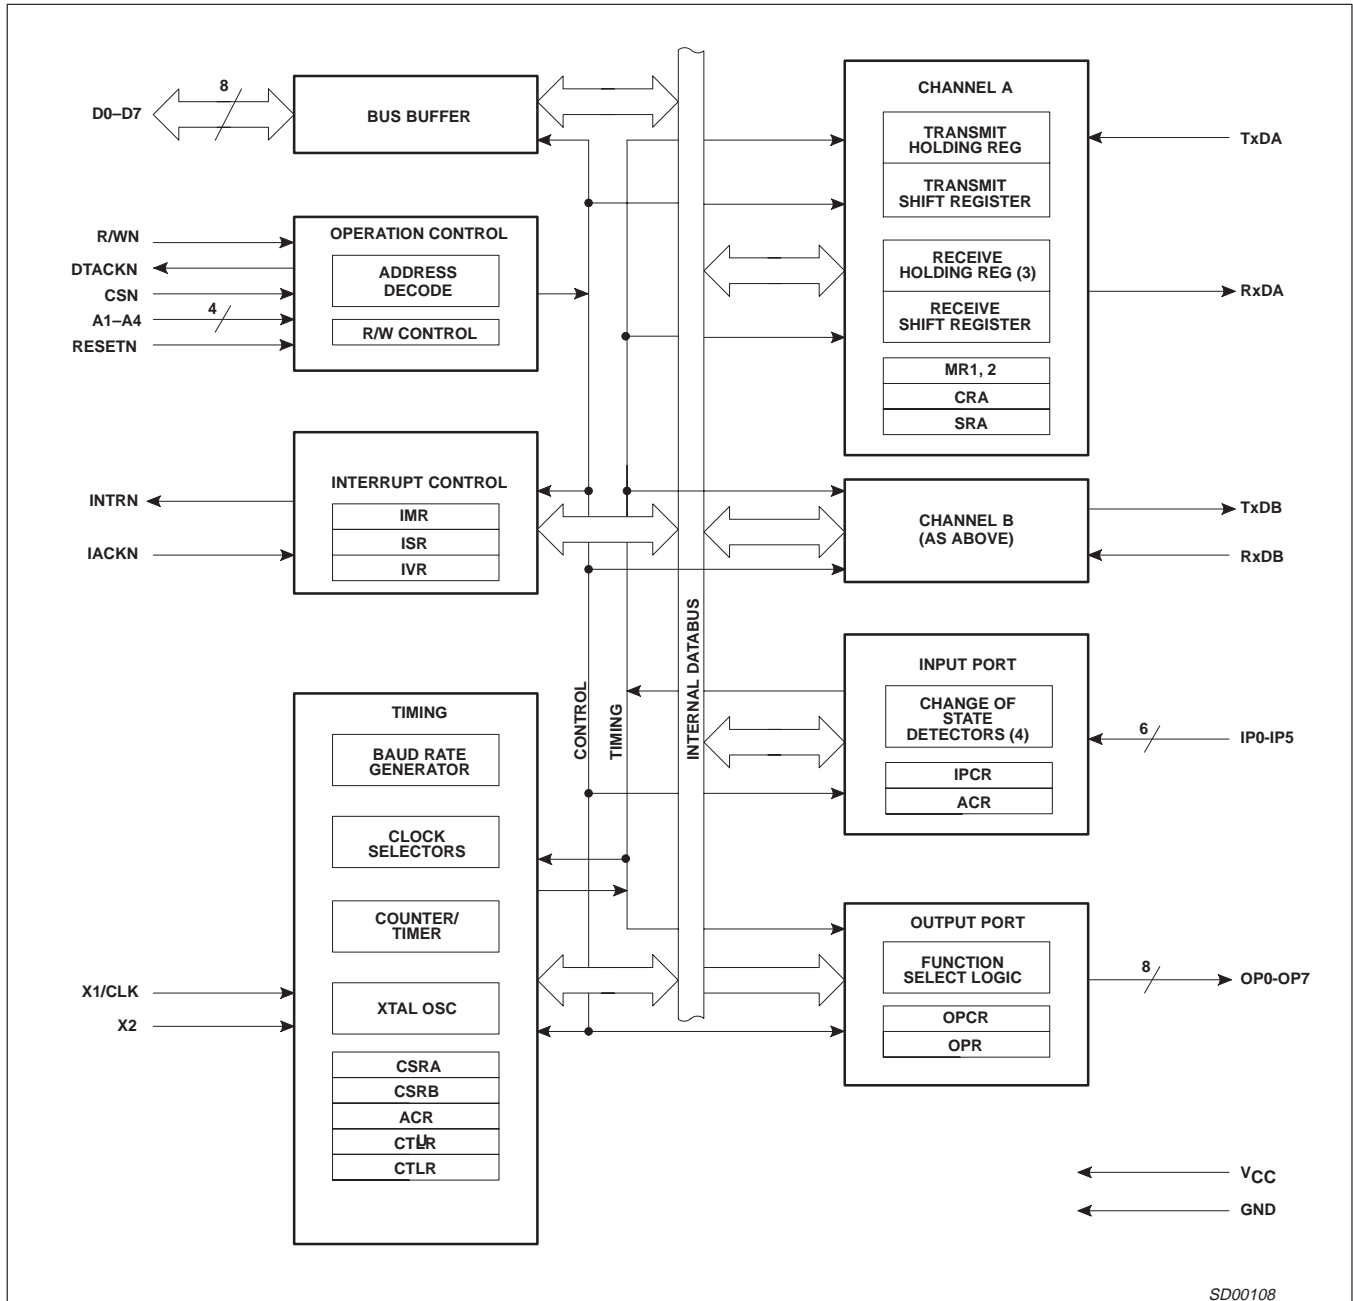 D0–D7
8
BUS BUFFER
R/WN
DTACKN
CSN
A1–A4
4
RESETN
OPERATION CONTROL
ADDRESS
DECODE
R/W CONTROL
INTRN
IACKN
INTERRUPT CONTROL
IMR
ISR
IVR
TIMING
BAUD RATE
GENERATOR
CLOCK
SELECTORS
COUNTER/
TIMER
X1/CLK
X2
XTAL OSC
CSRA
CSRB
ACR
CTLR
CTLR
CONTROL
TIMING
INTERNAL DATABUS
CHANNEL A
TRANSMIT
HOLDING REG
TRANSMIT
SHIFT REGISTER
RECEIVE
HOLDING REG (3)
RECEIVE
SHIFT REGISTER
MR1, 2
CRA
SRA
TxDA
RxDA
CHANNEL B
(AS ABOVE)
TxDB
RxDB
INPUT PORT
CHANGE OF
STATE
DETECTORS (4)
IPCR
ACR
6
IP0-IP5
OUTPUT PORT
FUNCTION
SELECT LOGIC
OPCR
OPR
8
OP0-OP7
VCC
GND
SD00108